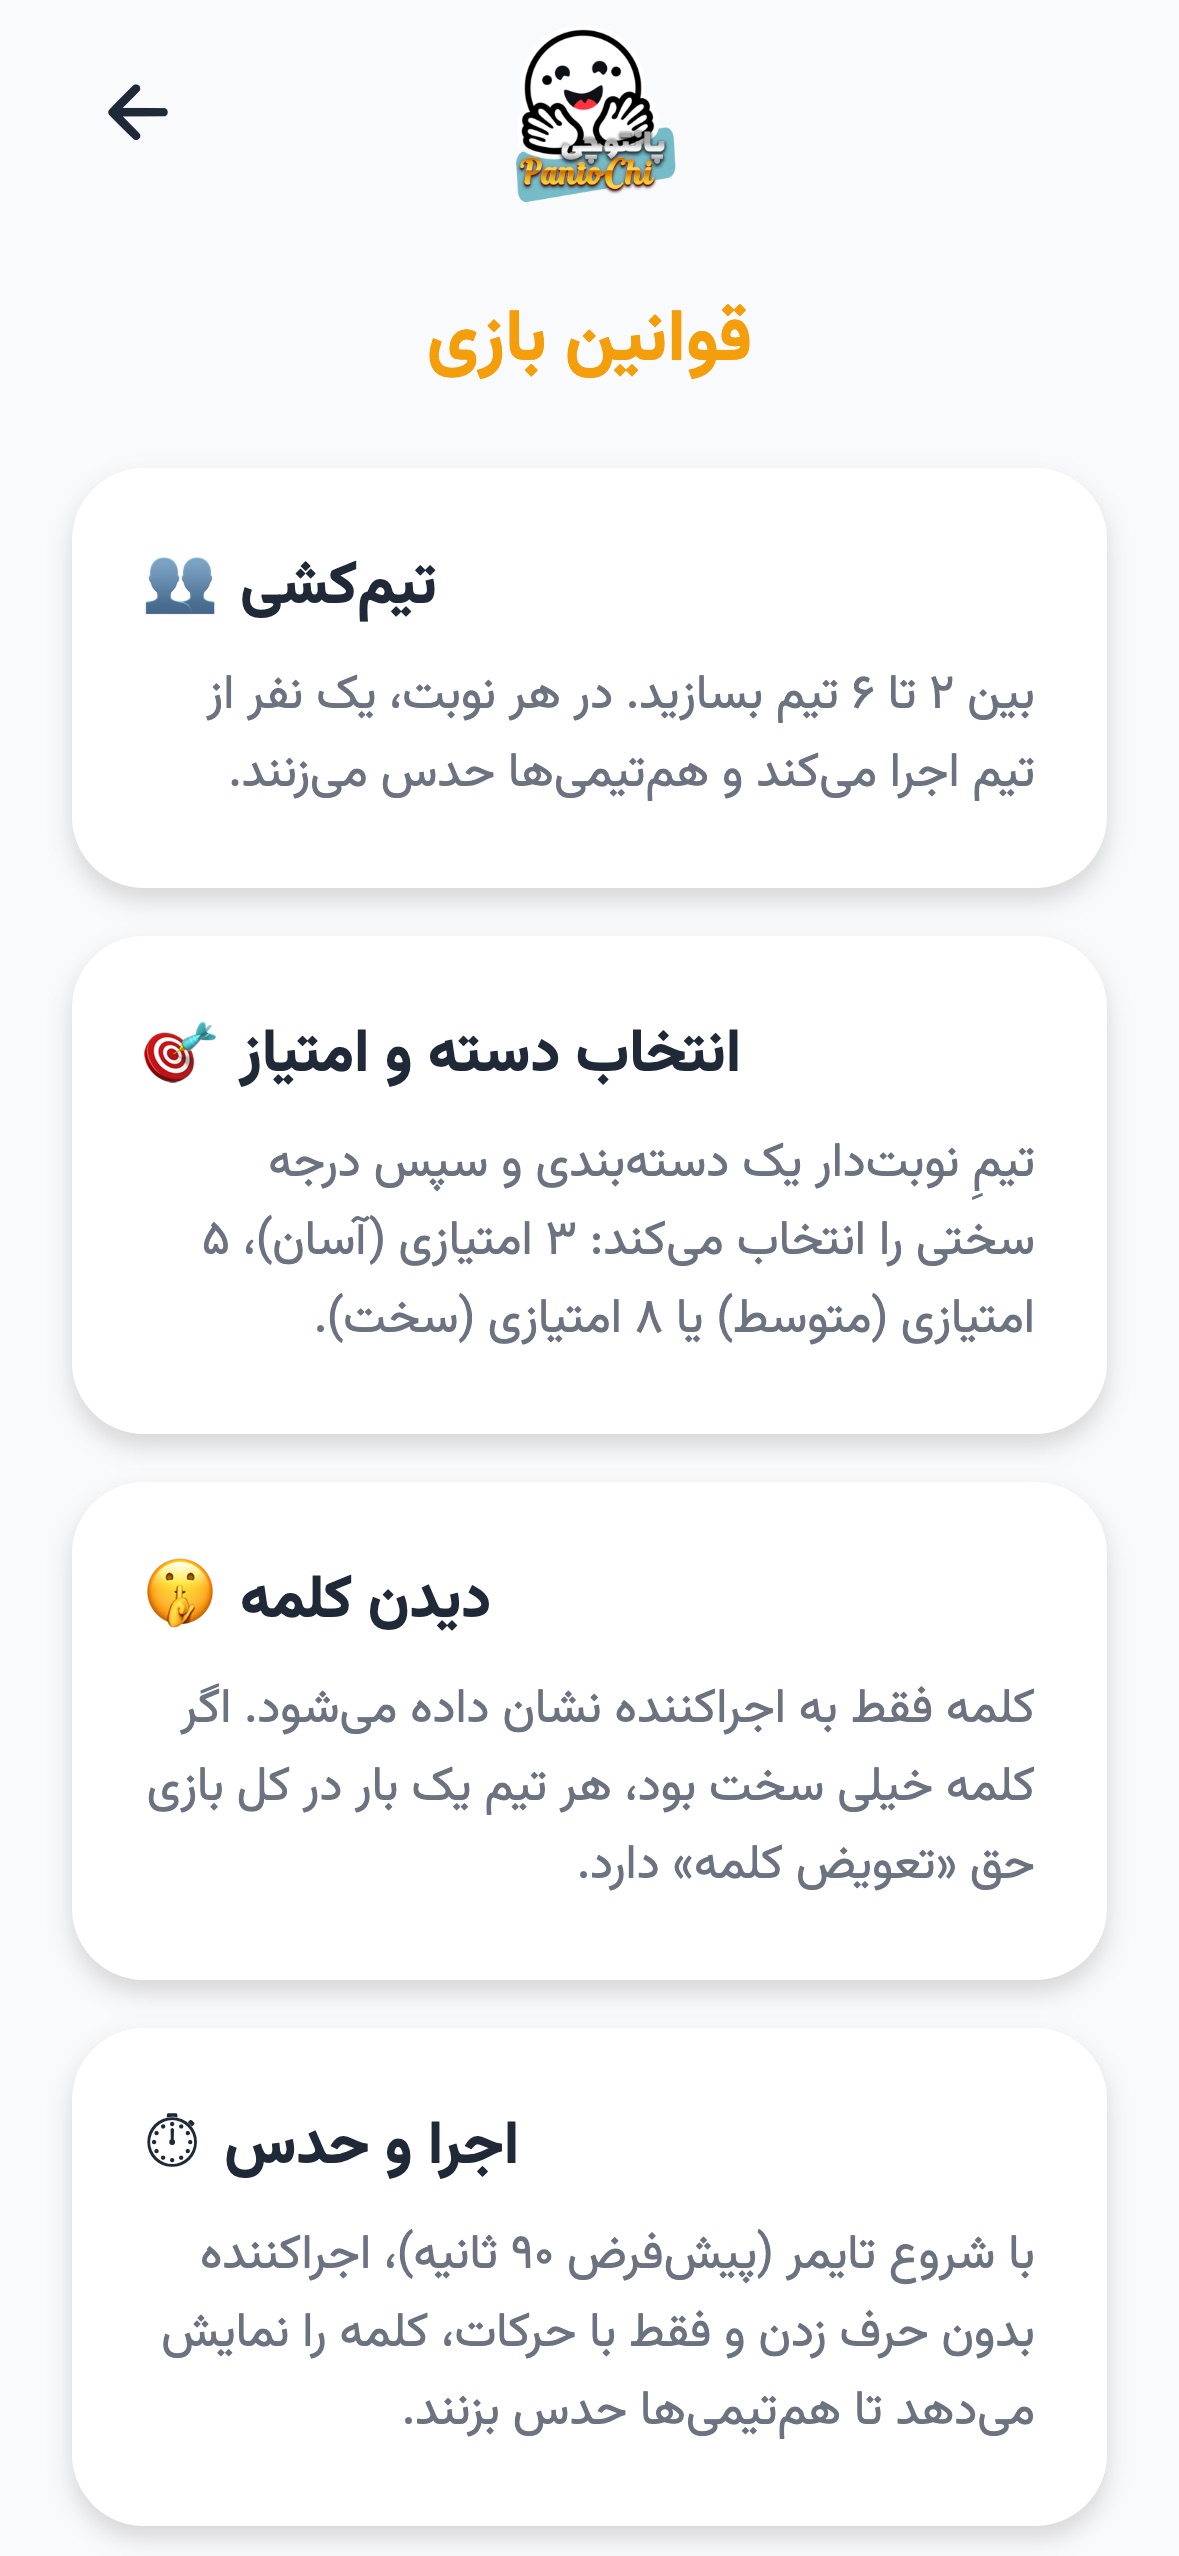 پانتوچی
PantoChi
قوانین بازی
تیم‌کشی 👥
بین ۲ تا ۶ تیم بسازید. در هر نوبت، یک نفر از
تیم اجرا می‌کند و هم‌تیمی‌ها حدس می‌زنند.
انتخاب دسته و امتیاز 🎯
تیمِ نوبت‌دار یک دسته‌بندی و سپس درجه
سختی را انتخاب می‌کند: ۳ امتیازی (آسان)، ۵
امتیازی (متوسط) یا ۸ امتیازی (سخت).
دیدن کلمه 🤫
کلمه فقط به اجراکننده نشان داده می‌شود. اگر
کلمه خیلی سخت بود، هر تیم یک بار در کل بازی
حق «تعویض کلمه» دارد.
اجرا و حدس ⏱
با شروع تایمر (پیش‌فرض ۹۰ ثانیه)، اجراکننده
بدون حرف زدن و فقط با حرکات، کلمه را نمایش
می‌دهد تا هم‌تیمی‌ها حدس بزنند.